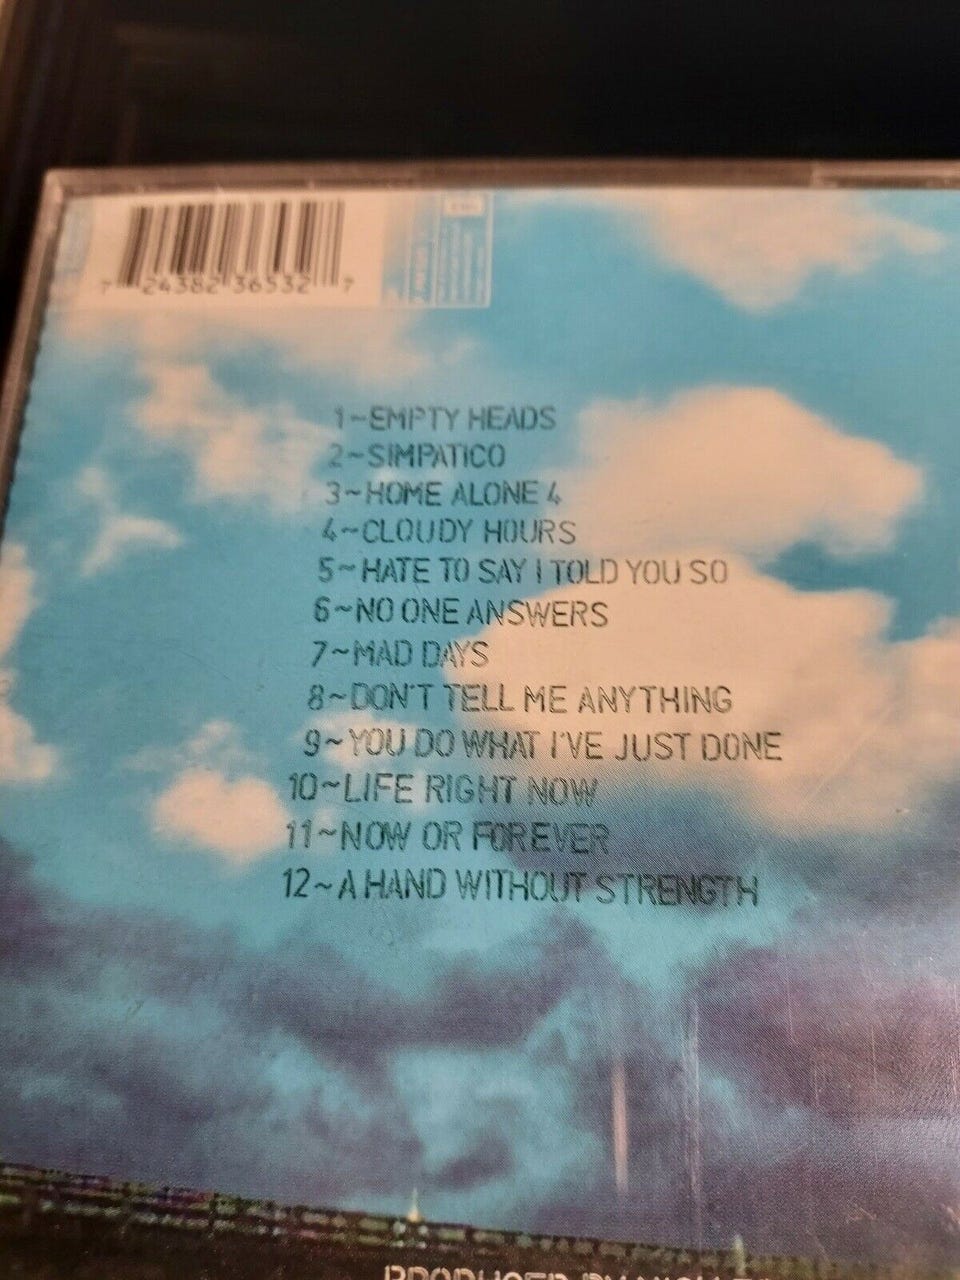 7 24382 36532 7
1~EMPTY HEADS
2~SIMPATICO
3~HOME ALONE 4
4~CLOUDY HOURS
5~HATE TO SAY I TOLD YOU SO
6~NO ONE ANSWERS
7~MAD DAYS
8~DON'T TELL ME ANYTHING
9~YOU DO WHAT I'VE JUST DONE
10~LIFE RIGHT NOW
11~NOW OR FOREVER
12~A HAND WITHOUT STRENGTH
PRODUCED BY